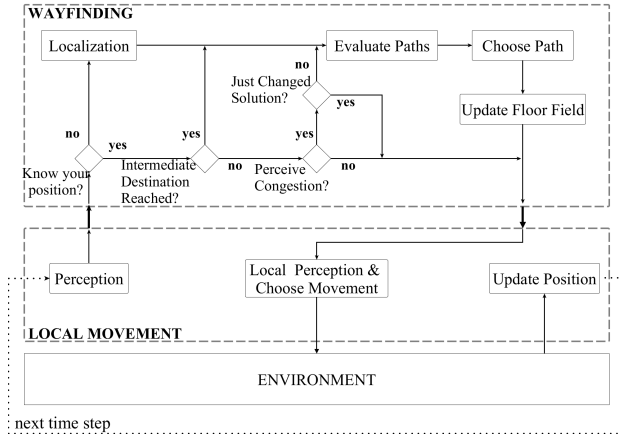 WAYFINDING
Localization
Evaluate Paths
Choose Path
no
Just Changed
Solution?
yes
Update Floor Field
no
yes
yes
yes
Know your
position?
Intermediate
Destination
Reached?
no
Perceive
Congestion?
no
Perception
Local Perception &
Choose Movement
Update Position
LOCAL MOVEMENT
ENVIRONMENT
next time step